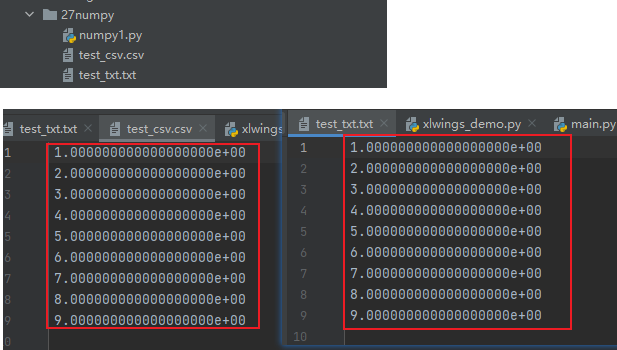 27numpy
numpy1.py
test_csv.csv
test_txt.txt
test_txt.txt test_csv.csv xlwings
1 1.000000000000000000e+00
2 2.000000000000000000e+00
3 3.000000000000000000e+00
4 4.000000000000000000e+00
5 5.000000000000000000e+00
6 6.000000000000000000e+00
7 7.000000000000000000e+00
8 8.000000000000000000e+00
9 9.000000000000000000e+00
test_txt.txt xlwings_demo.py main.py
1 1.000000000000000000e+00
2 2.000000000000000000e+00
3 3.000000000000000000e+00
4 4.000000000000000000e+00
5 5.000000000000000000e+00
6 6.000000000000000000e+00
7 7.000000000000000000e+00
8 8.000000000000000000e+00
9 9.000000000000000000e+00
10